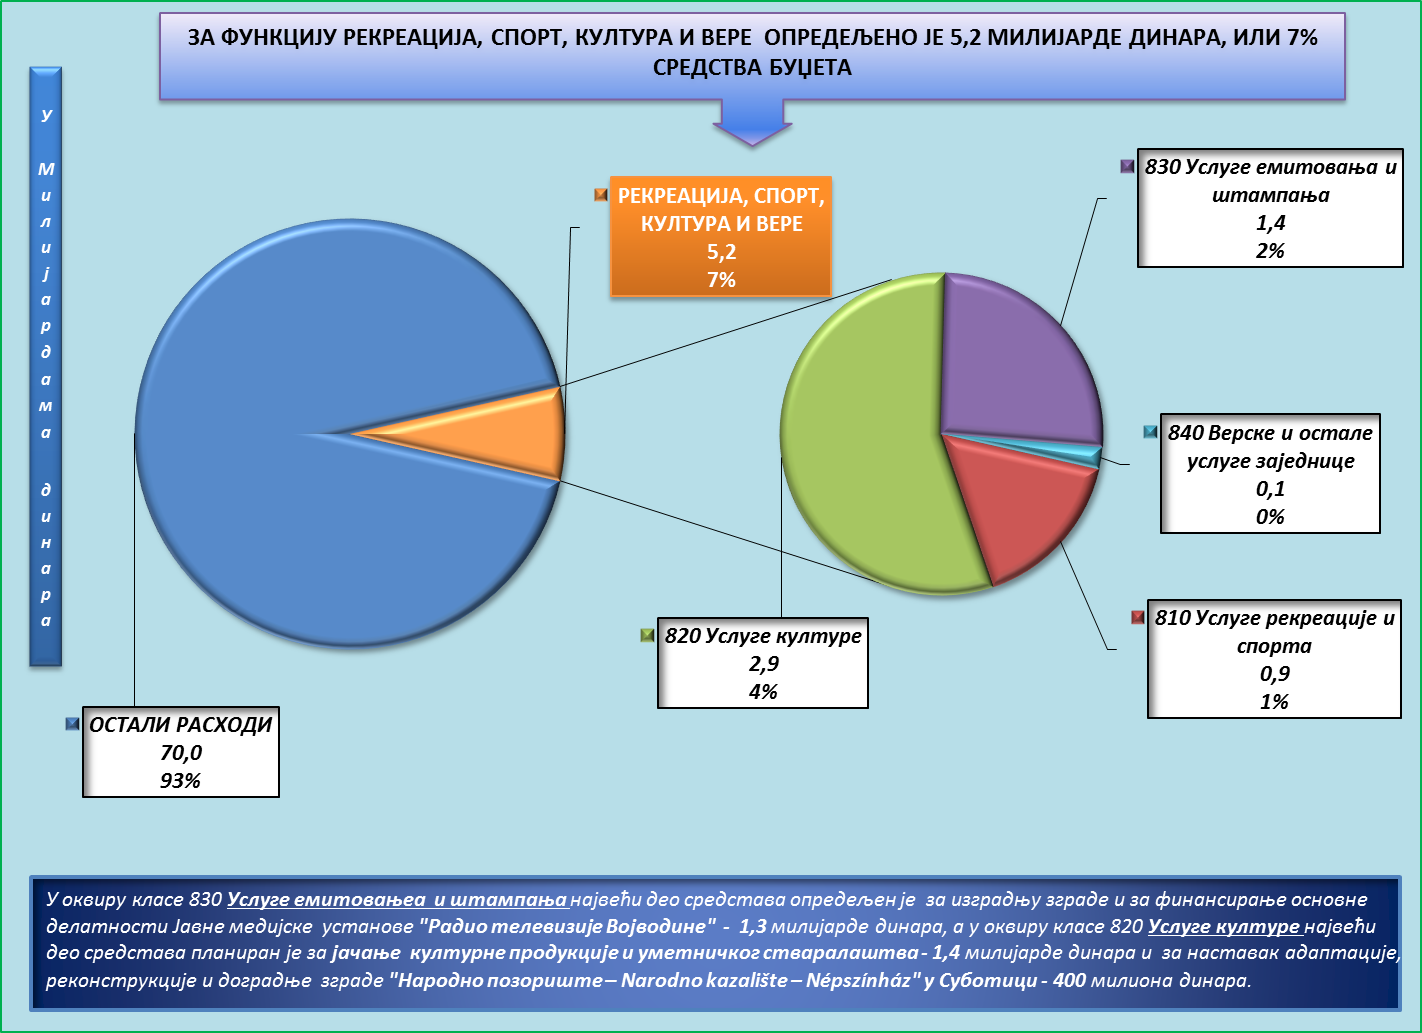 ЗА ФУНКЦИЈУ РЕКРЕАЦИЈА, СПОРТ, КУЛТУРА И ВЕРЕ ОПРЕДЕЉЕНО ЈЕ 5,2 МИЛИЈАРДЕ ДИНАРА, ИЛИ 7%
СРЕДСТВА БУЏЕТА
У Милијардама динара
РЕКРЕАЦИЈА, СПОРТ,
КУЛТУРА И ВЕРЕ
5,2
7%
830 Услуге емитовања и
штампања
1,4
2%
840 Верске и остале
услуге заједнице
0,1
0%
810 Услуге рекреације и
спорта
0,9
1%
820 Услуге културе
2,9
4%
ОСТАЛИ РАСХОДИ
70,0
93%
У оквиру класе 830 Услуге емитовањеа и штампања највећи део средстава опредељен је за изградњу зграде и за финансирање основне
делатности Јавне медијске установе "Радио телевизије Војводине" - 1,3 милијарде динара, а у оквиру класе 820 Услуге културе највећи
део средстава планиран је за јачање културне продукције и уметничког стваралаштва - 1,4 милијарде динара и за наставак адаптације,
реконструкције и доградње зграде "Народно позориште – Narodno kazalište – Népszínház" у Суботици - 400 милиона динара.